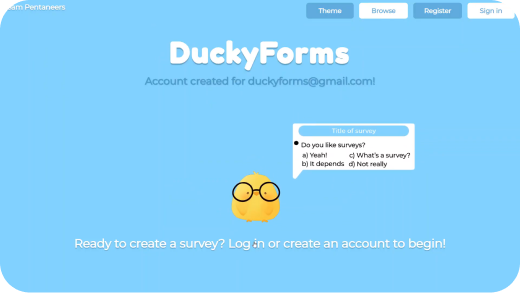 Pentaneers
Theme
Browse
Register
Sign in
DuckyForms
Account created for duckyforms@gmail.com!
Title of survey
Do you like surveys?
a) Yeah! c) What's a survey?
b) It depends d) Not really
Ready to create a survey? Log in or create an account to begin!